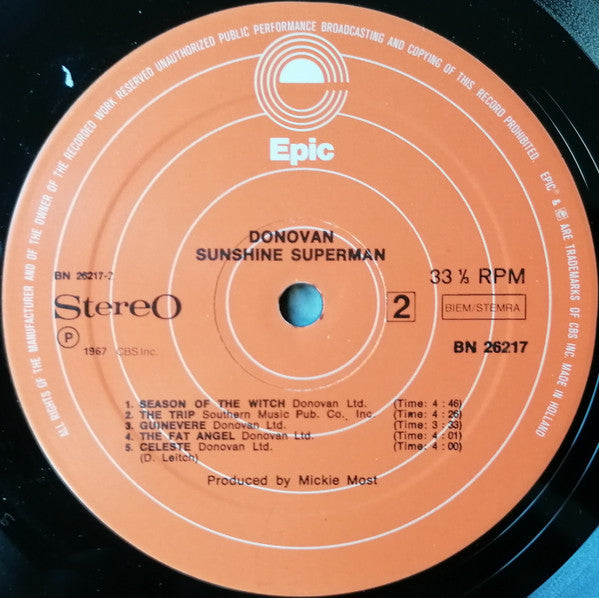 ALL RIGHTS OF THE MANUFACTURER AND OF THE OWNER OF THE RECORDED WORK RESERVED UNAUTHORIZED PUBLIC PERFORMANCE BROADCASTING AND COPYING OF THIS RECORD PROHIBITED. EPIC® & ARE TRADEMARKS OF CBS INC. MADE IN HOLLAND
Epic
DONOVAN
SUNSHINE SUPERMAN
BN 26217-2
33 ⅓ RPM
StereO
2
BIEM/STEMRA
℗ 1967 CBS Inc.
BN 26217
1. SEASON OF THE WITCH Donovan Ltd. (Time: 4 : 46)
2. THE TRIP Southern Music Pub. Co., Inc. (Time: 4 : 26)
3. GUINEVERE Donovan Ltd. (Time: 3 : 33)
4. THE FAT ANGEL Donovan Ltd. (Time: 4 : 01)
5. CELESTE Donovan Ltd. (Time: 4 : 00)
(D. Leitch)
Produced by Mickie Most